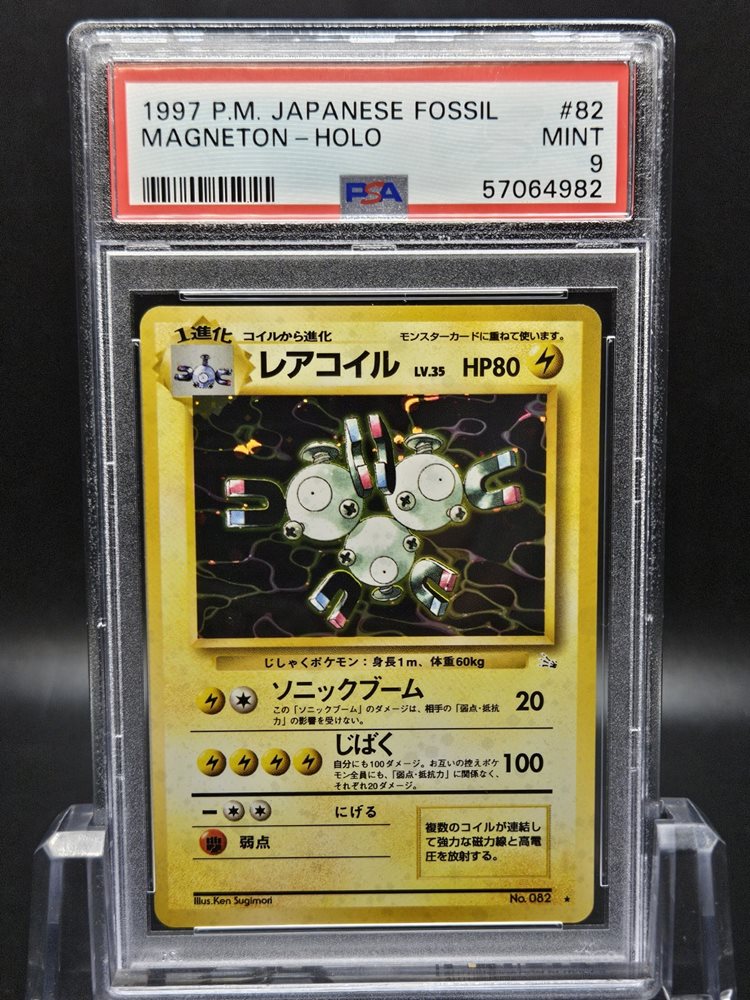 1997 P.M. JAPANESE FOSSIL #82
MAGNETON - HOLO MINT
9
PSA 57064982
1進化 コイルから進化 モンスターカードに重ねて使います。
レアコイル LV.35 HP80
じしゃくポケモン：身長1m、体重60kg
ソニックブーム 20
この「ソニックブーム」のダメージは、相手の「弱点・抵抗
力」の影響を受けない。
じばく 100
自分にも100ダメージ。お互いの控えポケ
モン全員にも、「弱点・抵抗力」に関係なく、
それぞれ20ダメージ。
にげる
弱点
複数のコイルが連結し
て強力な磁力線と高電
圧を放射する。
Illus.Ken Sugimori No. 082 ★